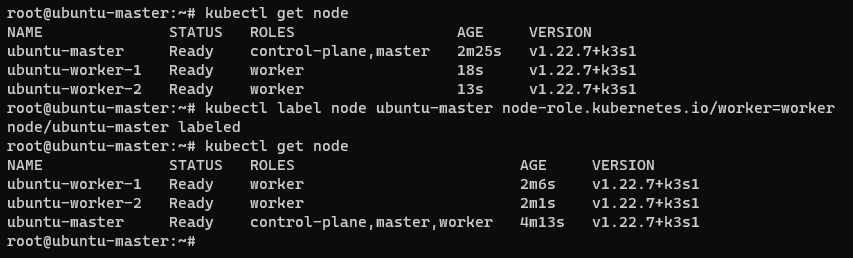 root@ubuntu-master:~# kubectl get node
NAME              STATUS   ROLES                  AGE     VERSION
ubuntu-master     Ready    control-plane,master   2m25s   v1.22.7+k3s1
ubuntu-worker-1   Ready    worker                 18s     v1.22.7+k3s1
ubuntu-worker-2   Ready    worker                 13s     v1.22.7+k3s1
root@ubuntu-master:~# kubectl label node ubuntu-master node-role.kubernetes.io/worker=worker
node/ubuntu-master labeled
root@ubuntu-master:~# kubectl get node
NAME              STATUS   ROLES                         AGE     VERSION
ubuntu-worker-1   Ready    worker                        2m6s    v1.22.7+k3s1
ubuntu-worker-2   Ready    worker                        2m1s    v1.22.7+k3s1
ubuntu-master     Ready    control-plane,master,worker   4m13s   v1.22.7+k3s1
root@ubuntu-master:~#